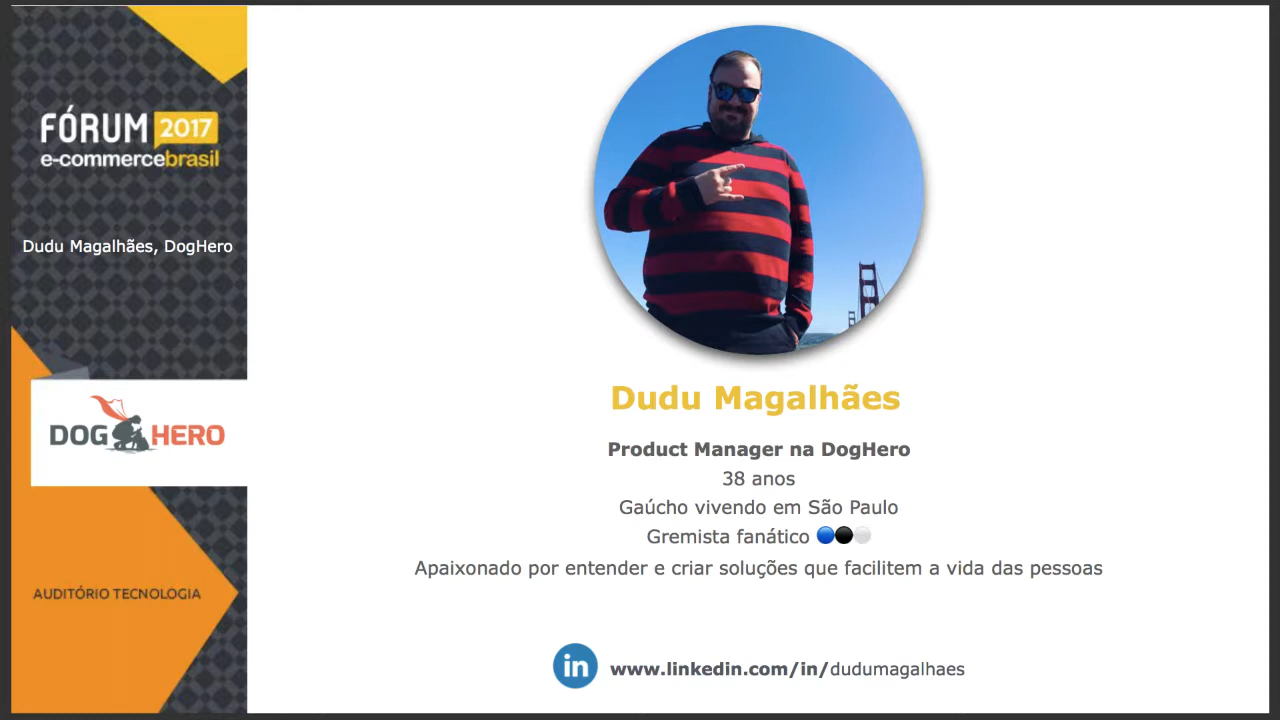 FÓRUM 2017
e-commercebrasil
Dudu Magalhães, DogHero
DOG HERO
AUDITÓRIO TECNOLOGIA
Dudu Magalhães
Product Manager na DogHero
38 anos
Gaúcho vivendo em São Paulo
Gremista fanático 🔵⚫⚪
Apaixonado por entender e criar soluções que facilitem a vida das pessoas
in www.linkedin.com/in/dudumagalhaes